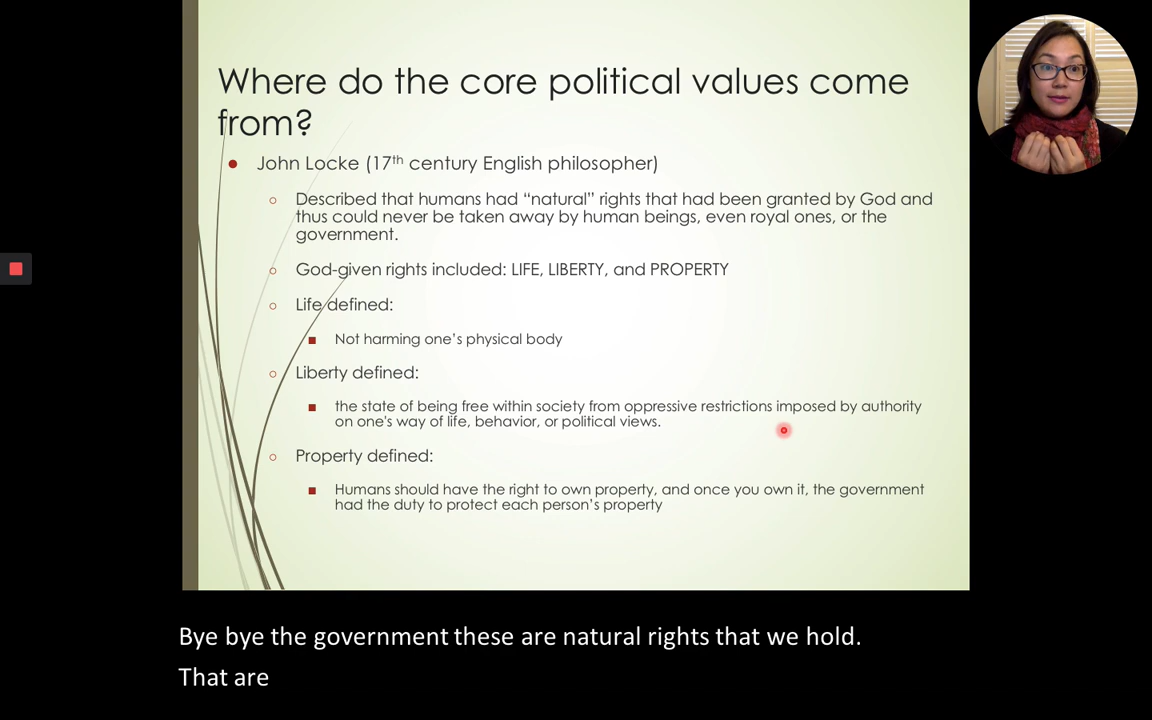 Where do the core political values come
from?
John Locke (17th century English philosopher)
Described that humans had “natural” rights that had been granted by God and
thus could never be taken away by human beings, even royal ones, or the
government.
God-given rights included: LIFE, LIBERTY, and PROPERTY
Life defined:
Not harming one’s physical body
Liberty defined:
the state of being free within society from oppressive restrictions imposed by authority
on one's way of life, behavior, or political views.
Property defined:
Humans should have the right to own property, and once you own it, the government
had the duty to protect each person’s property
Bye bye the government these are natural rights that we hold.
That are